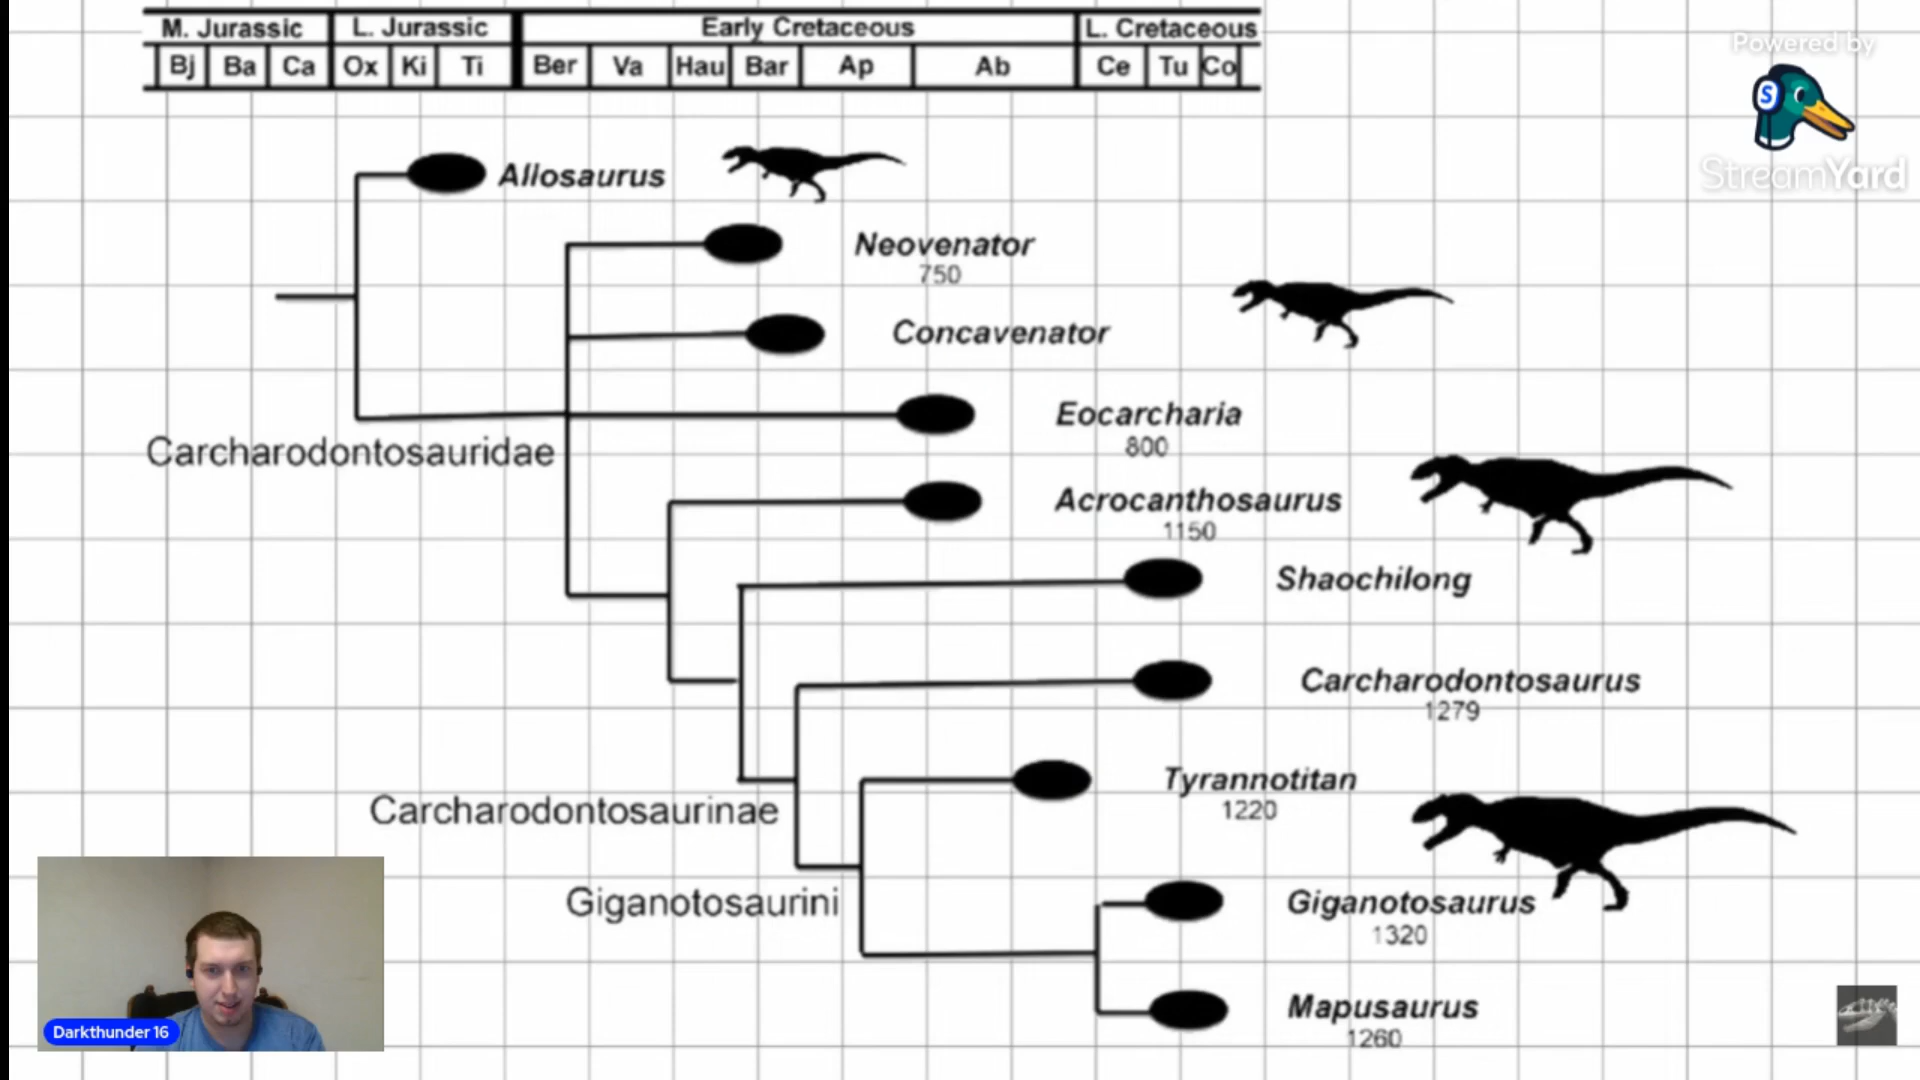 M. Jurassic L. Jurassic Early Cretaceous L. Cretaceous
Bj Ba Ca Ox Ki Ti Ber Va Hau Bar Ap Ab Ce Tu Co
Powered by
S
StreamYard
Allosaurus
Neovenator
750
Concavenator
Eocarcharia
800
Carcharodontosauridae
Acrocanthosaurus
1150
Shaochilong
Carcharodontosaurus
1279
Tyrannotitan
1220
Carcharodontosaurinae
Giganotosaurini
Giganotosaurus
1320
Mapusaurus
1260
Darkthunder 16